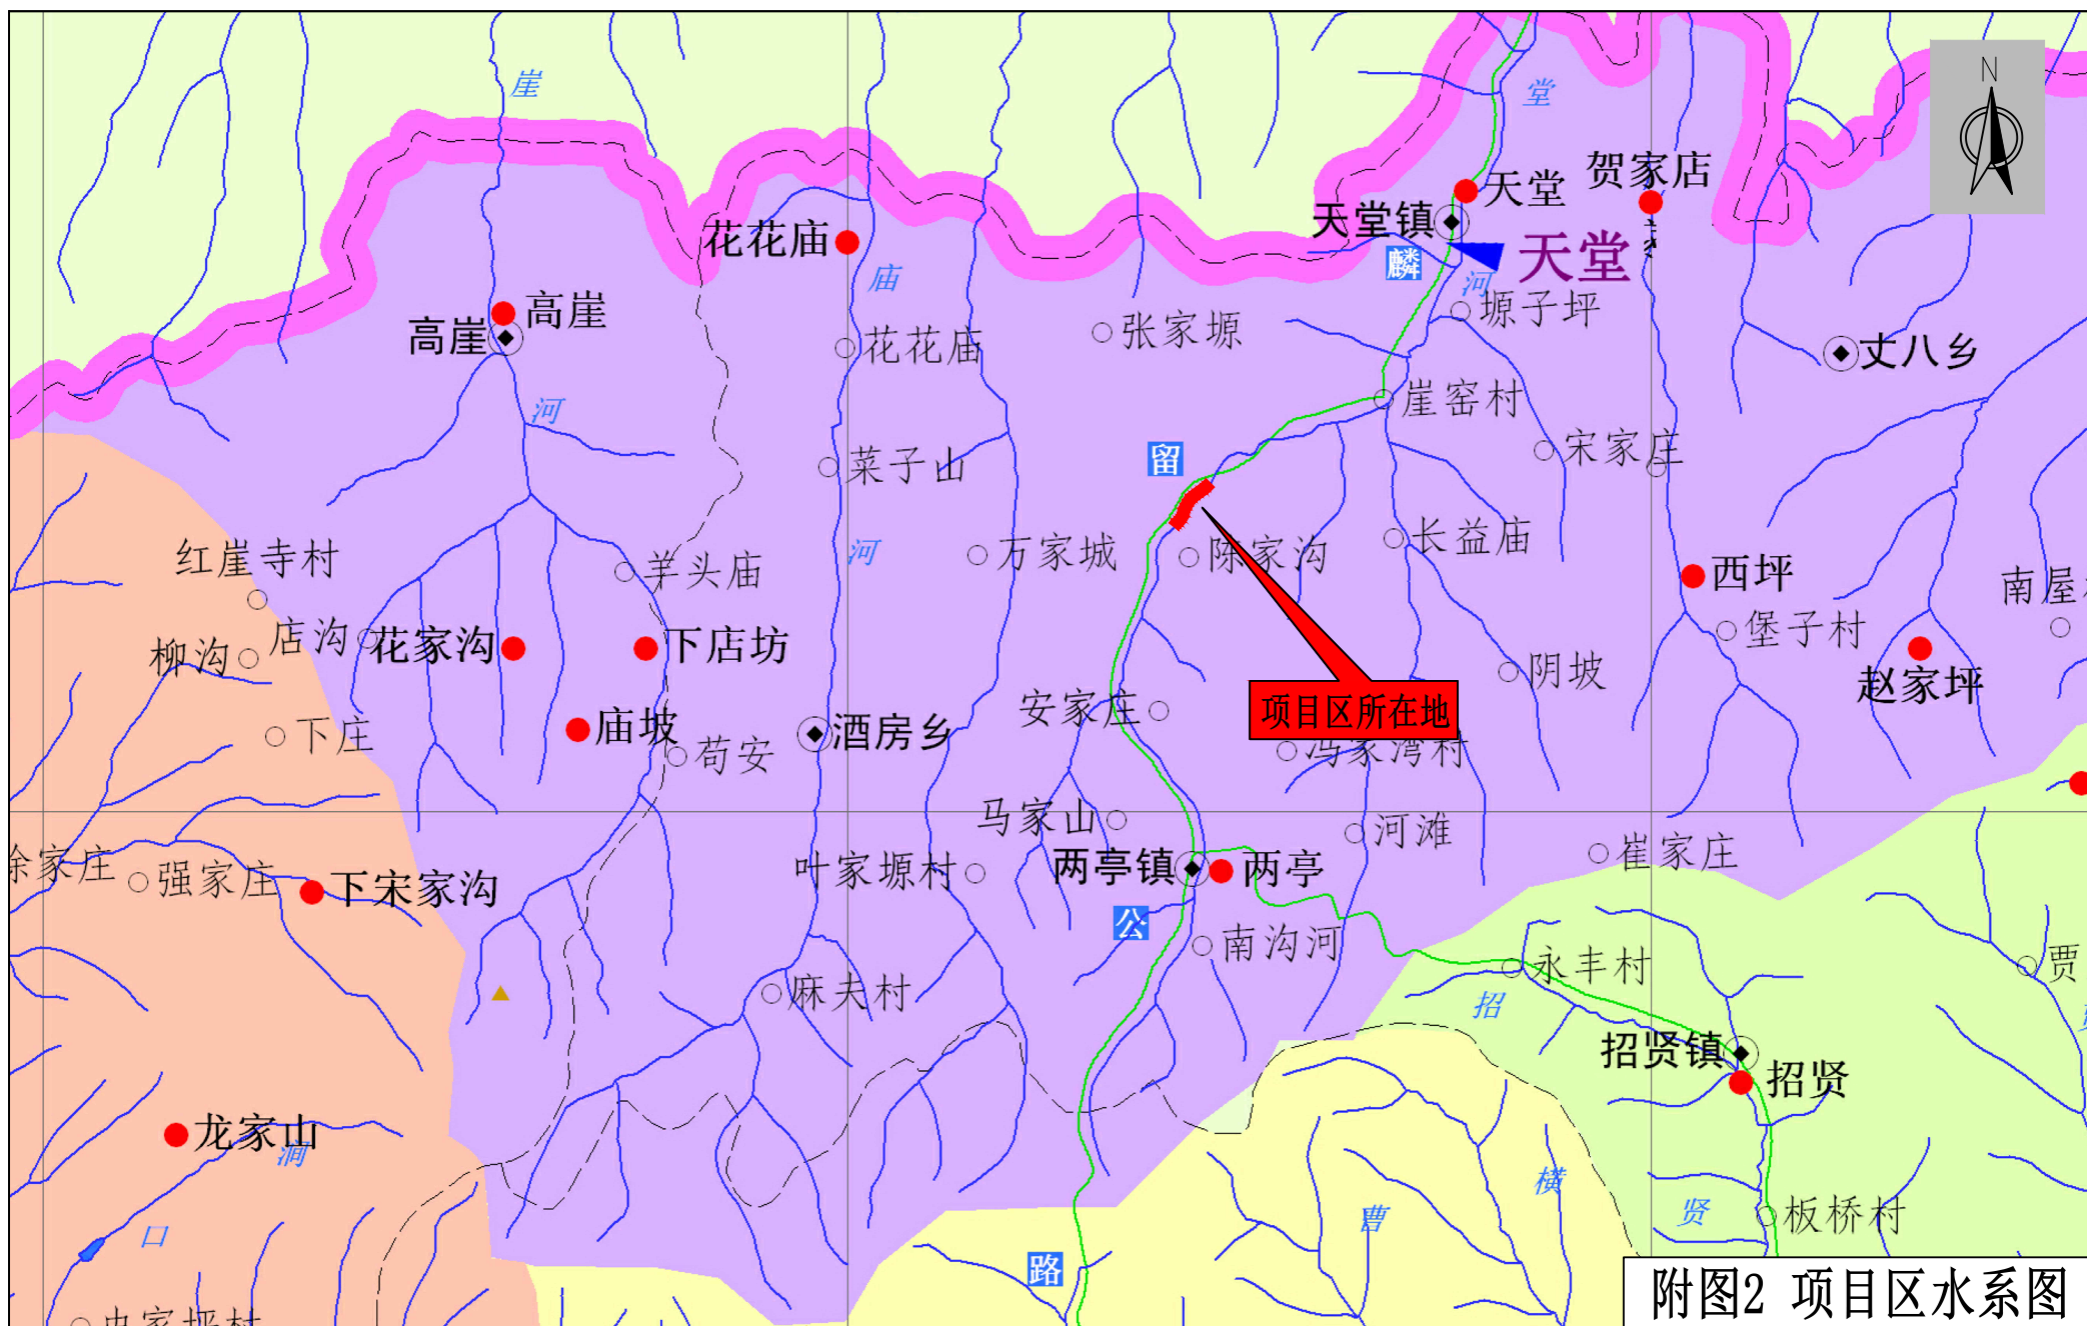 崖
堂
N
贺家店
天堂
天堂镇
天堂
花花庙
麟
河
庙
高崖
高崖
塬子坪
张家塬
花花庙
丈八乡
崖窑村
河
留
宋家庄
菜子山
长益庙
红崖寺村
万家城
陈家沟
河
羊头庙
西坪
南屋
店沟
花家沟
下店坊
堡子村
柳沟
阴坡
赵家坪
安家庄
项目区所在地
庙坡
下庄
酒房乡
荀安
冯家湾村
马家山
河滩
崔家庄
徐家庄
强家庄
下宋家沟
叶家塬村
两亭镇
两亭
公
南沟河
永丰村
贾
麻夫村
招
招贤镇
招贤
龙家山
涧
横
曹
贤
板桥村
口
路
附图2 项目区水系图